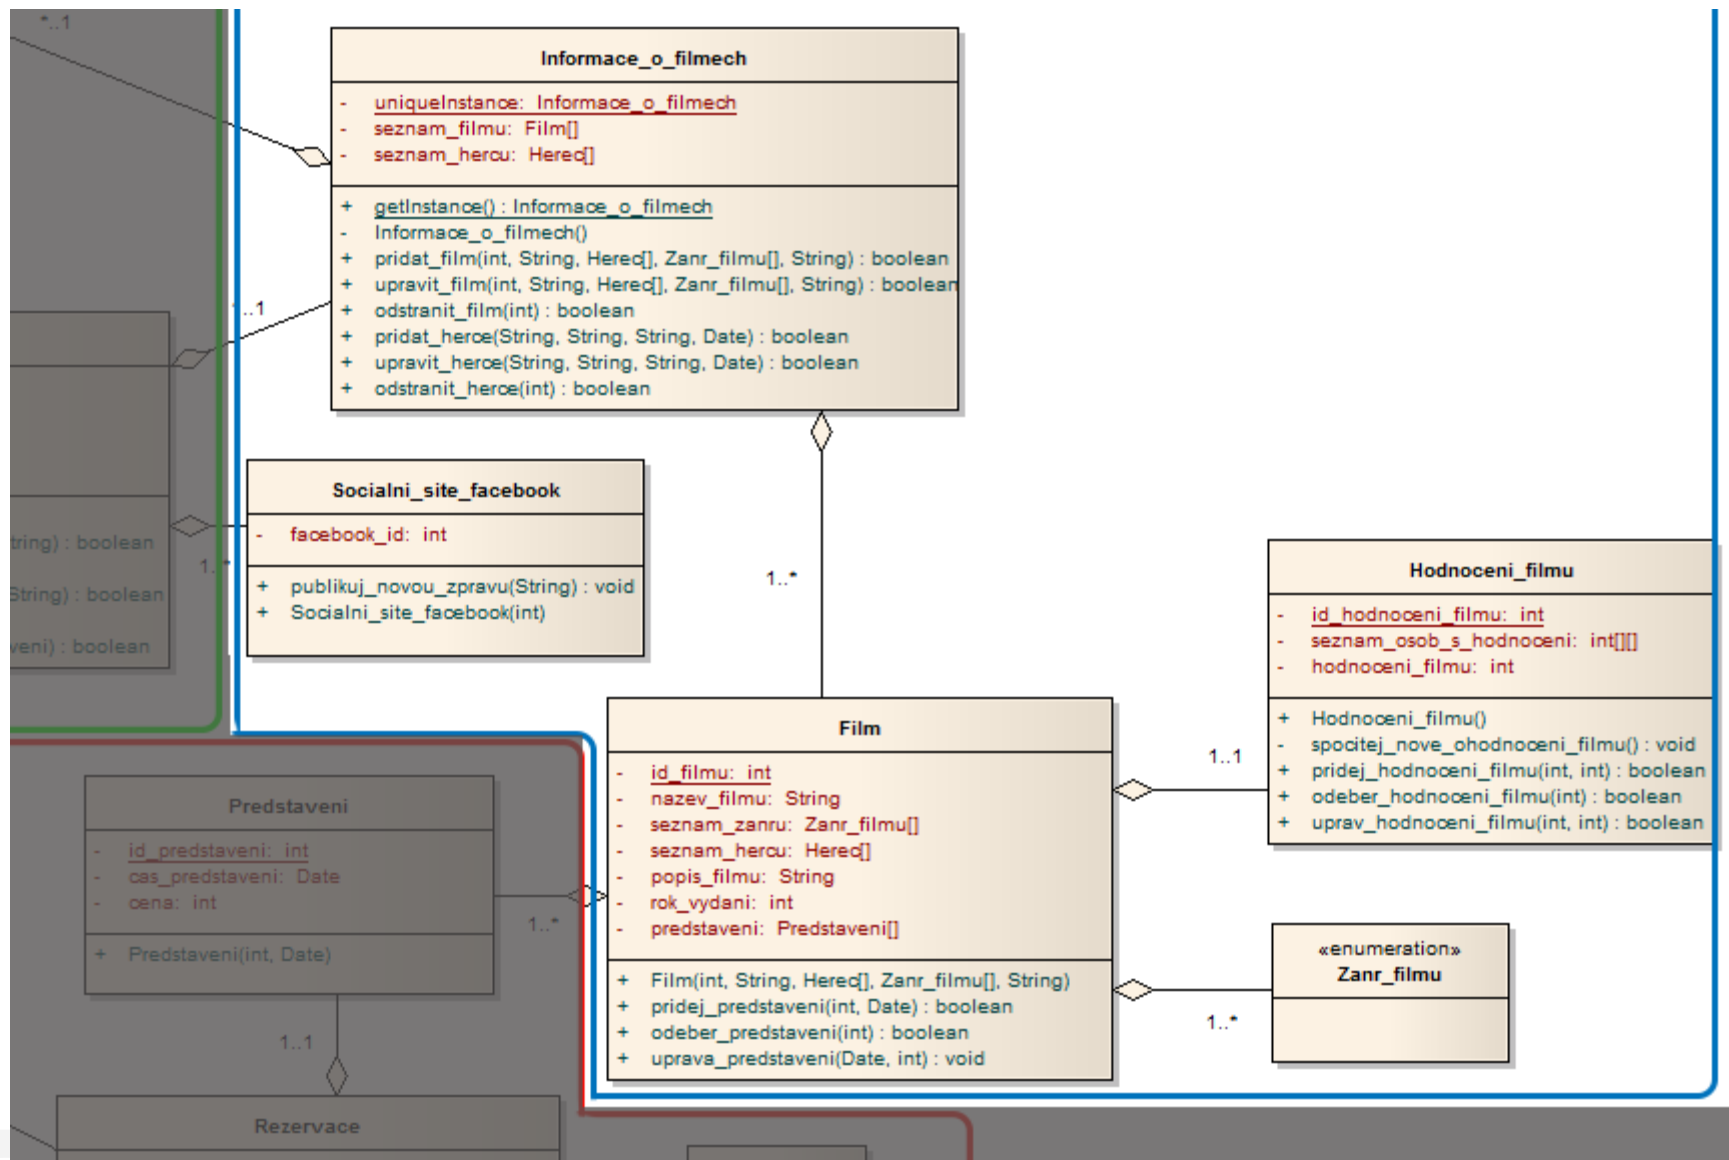 *..1
Informace_o_filmech
- uniqueInstance: Informace_o_filmech
- seznam_filmu: Film[]
- seznam_hercu: Herec[]
+ getInstance() : Informace_o_filmech
- Informace_o_filmech()
+ pridat_film(int, String, Herec[], Zanr_filmu[], String) : boolean
+ upravit_film(int, String, Herec[], Zanr_filmu[], String) : boolean
+ odstranit_film(int) : boolean
+ pridat_herce(String, String, String, Date) : boolean
+ upravit_herce(String, String, String, Date) : boolean
+ odstranit_herce(int) : boolean
..1
tring) : boolean
String) : boolean
veni) : boolean
1..*
Socialni_site_facebook
- facebook_id: int
+ publikuj_novou_zpravu(String) : void
+ Socialni_site_facebook(int)
1..*
Hodnoceni_filmu
- id_hodnoceni_filmu: int
- seznam_osob_s_hodnoceni: int[][]
- hodnoceni_filmu: int
+ Hodnoceni_filmu()
- spocitej_nove_ohodnoceni_filmu() : void
+ pridej_hodnoceni_filmu(int, int) : boolean
+ odeber_hodnoceni_filmu(int) : boolean
+ uprav_hodnoceni_filmu(int, int) : boolean
1..1
Film
- id_filmu: int
- nazev_filmu: String
- seznam_zanru: Zanr_filmu[]
- seznam_hercu: Herec[]
- popis_filmu: String
- rok_vydani: int
- predstaveni: Predstaveni[]
+ Film(int, String, Herec[], Zanr_filmu[], String)
+ pridej_predstaveni(int, Date) : boolean
+ odeber_predstaveni(int) : boolean
+ uprava_predstaveni(Date, int) : void
«enumeration»
Zanr_filmu
1..*
Predstaveni
- id_predstaveni: int
- cas_predstaveni: Date
- cena: int
+ Predstaveni(int, Date)
1..*
1..1
Rezervace